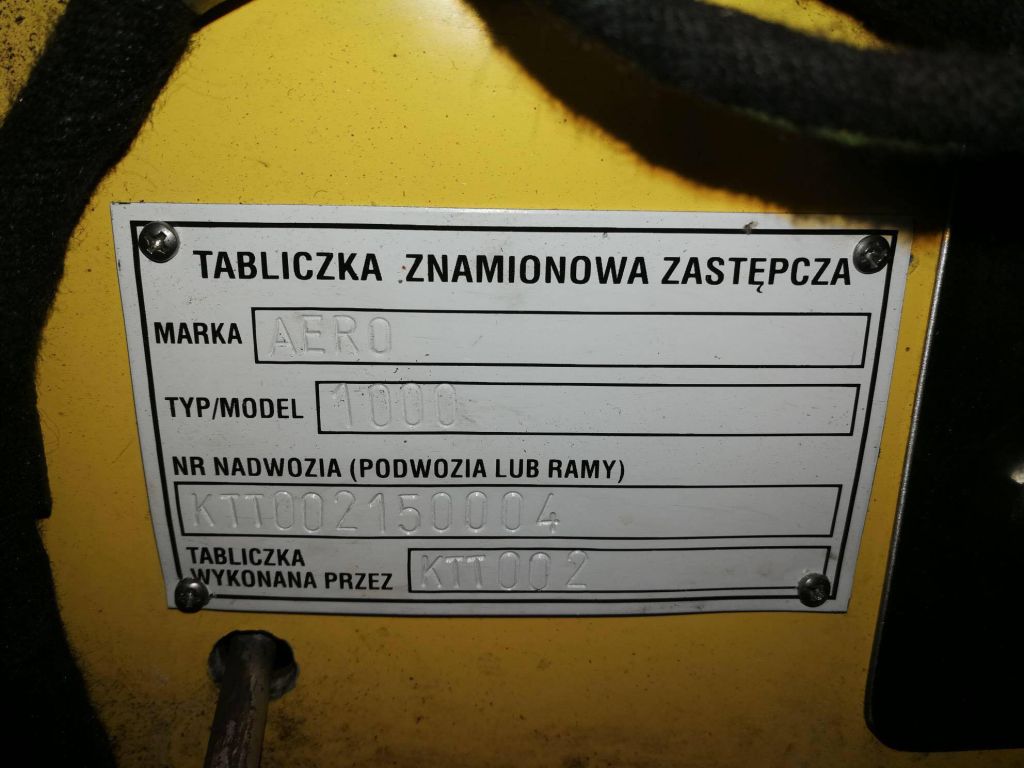 TABLICZKA ZNAMIONOWA ZASTĘPCZA
MARKA AERO
TYP/MODEL 1000
NR NADWOZIA (PODWOZIA LUB RAMY)
KTT002150004
TABLICZKA
WYKONANA PRZEZ KTT002